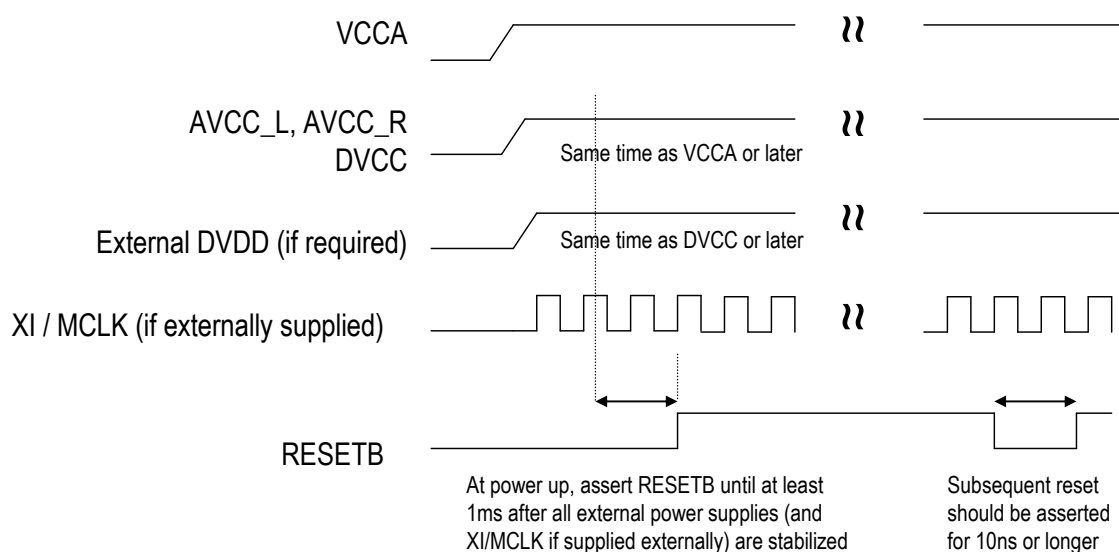 VCCA
AVCC_L, AVCC_R
DVCC
Same time as VCCA or later
External DVDD (if required)
Same time as DVCC or later
XI / MCLK (if externally supplied)
RESETB
At power up, assert RESETB until at least
1ms after all external power supplies (and
XI/MCLK if supplied externally) are stabilized
Subsequent reset
should be asserted
for 10ns or longer